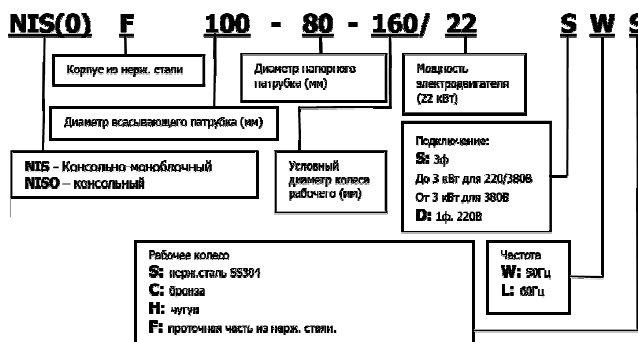 NIS(0) F 100 - 80 - 160/ 22 S W S
Корпус из нерж. стали
Диаметр напорного
патрубка (мм)
Мощность
электродвигателя
(22 кВт)
Диаметр всасывающего патрубка (мм)
NIS - Консольно моноблочный
NISO – консольный
Условный
диаметр колеса
рабочего (мм)
Подключение:
S: 3ф
До 3 кВт для 220/380В
От 3 кВт для 380В
D: 1ф. 220В
Рабочее колесо
S: нерж.сталь SS304
C: бронза
H: чугун
F: проточная часть из нерж. стали.
Частота
W: 50Гц
L: 60Гц